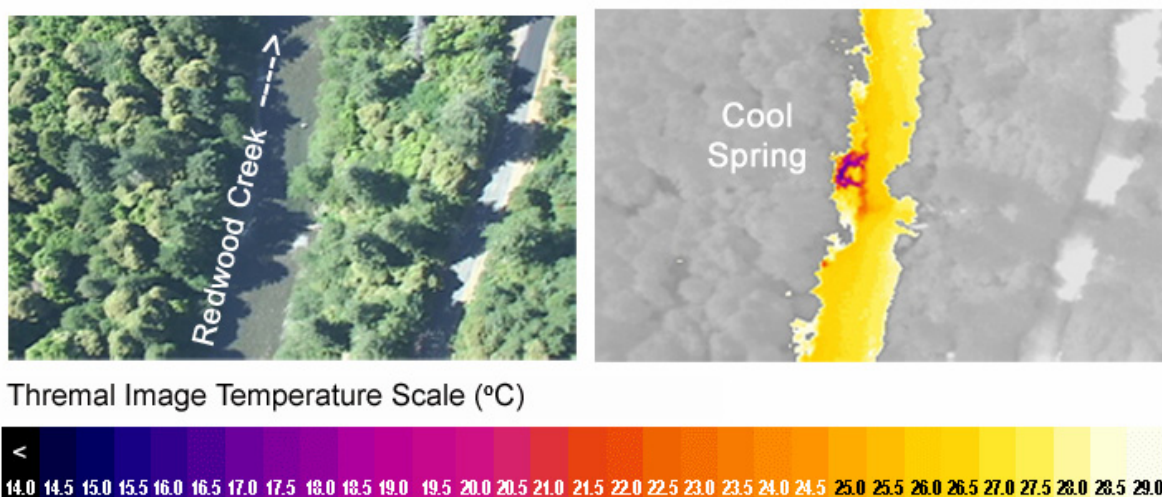 Redwood Creek ---->
Cool
Spring
Thremal Image Temperature Scale (ºC)
<
14.0 14.5 15.0 15.5 16.0 16.5 17.0 17.5 18.0 18.5 19.0 19.5 20.0 20.5 21.0 21.5 22.0 22.5 23.0 23.5 24.0 24.5 25.0 25.5 26.0 26.5 27.0 27.5 28.0 28.5 29.0